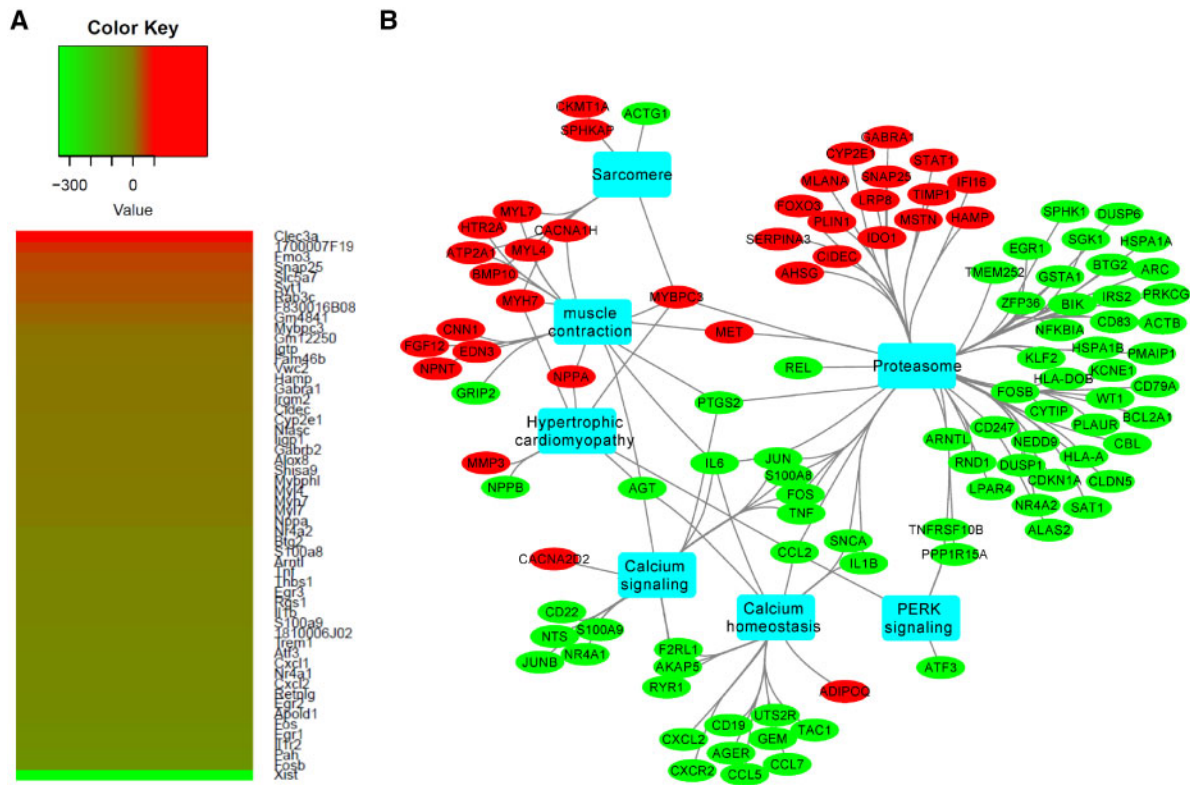 A
Color Key
−300
0
Value
Clec3a
1700007F19
Fmo3
Snap25
Slc5a7
Syt1
Rab3c
F830016B08
Gm4841
Mybpc3
Gm12250
Igtp
Fam46b
Vwc2
Hamp
Gabra1
Irgm2
Cidec
Cyp2e1
Nfasc
Iigp1
Gabrb2
Algx8
Shisa9
Mybphl
Myl4
Myh7
Myl7
Nppa
Nr4a2
Btg2
S100a8
Arntl
Tnf
Thbs1
Egr3
Rgs1
Il1b
S100a9
1810006J02
Trem1
Atf3
Cxcl1
Nr4a1
Cxcl2
Retnlg
Egr2
Apold1
Fos
Egr1
Il1r2
Pah
Fosb
Xist
B
CKMT1A
SPHKAP
ACTG1
Sarcomere
MYL7
HTR2A
CACNA1H
ATP2A1
MYL4
BMP10
MYH7
MYBPC3
muscle
contraction
CNN1
FGF12
EDN3
NPNT
GRIP2
NPPA
MET
Hypertrophic
cardiomyopathy
MMP3
NPPB
AGT
GABRA1
CYP2E1
STAT1
MLANA
SNAP25
IFI16
FOXO3
LRP8
TIMP1
PLIN1
MSTN
HAMP
SERPINA3
IDO1
CIDEC
AHSG
Proteasome
REL
PTGS2
IL6
JUN
S100A8
FOS
TNF
CCL2
SNCA
IL1B
SPHK1
DUSP6
EGR1
SGK1
HSPA1A
TMEM252
GSTA1
BTG2
ARC
ZFP36
BIK
IRS2
PRKCG
NFKBIA
CD83
ACTB
KLF2
HSPA1B
PMAIP1
HLA-DOB
KCNE1
FOSB
CD79A
CYTIP
WT1
BCL2A1
CD247
PLAUR
ARNTL
NEDD9
CBL
RND1
DUSP1
HLA-A
LPAR4
CDKN1A
CLDN5
NR4A2
SAT1
ALAS2
TNFRSF10B
PPP1R15A
CACNA2D2
Calcium
signaling
CD22
NTS
S100A9
JUNB
NR4A1
F2RL1
AKAP5
RYR1
Calcium
homeostasis
PERK
signaling
ATF3
ADIPOQ
CXCL2
CD19
UTS2R
TAC1
AGER
GEM
CXCR2
CCL5
CCL7